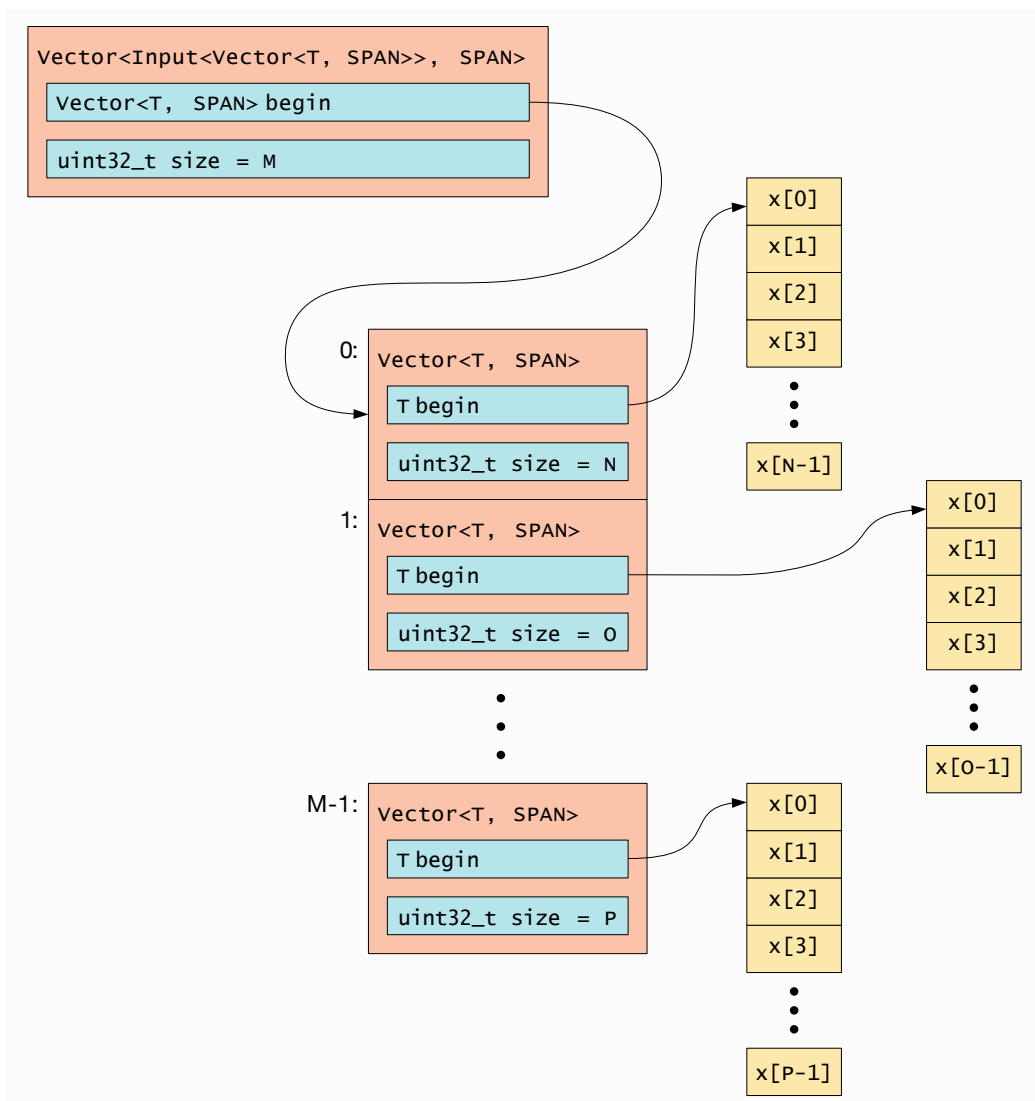 Vector<Input<Vector<T, SPAN>>, SPAN>
Vector<T, SPAN> begin
uint32_t size = M
x[0]
x[1]
x[2]
x[3]
x[N-1]
0:
Vector<T, SPAN>
T begin
uint32_t size = N
1:
Vector<T, SPAN>
T begin
uint32_t size = O
x[0]
x[1]
x[2]
x[3]
x[O-1]
M-1:
Vector<T, SPAN>
T begin
uint32_t size = P
x[0]
x[1]
x[2]
x[3]
x[P-1]